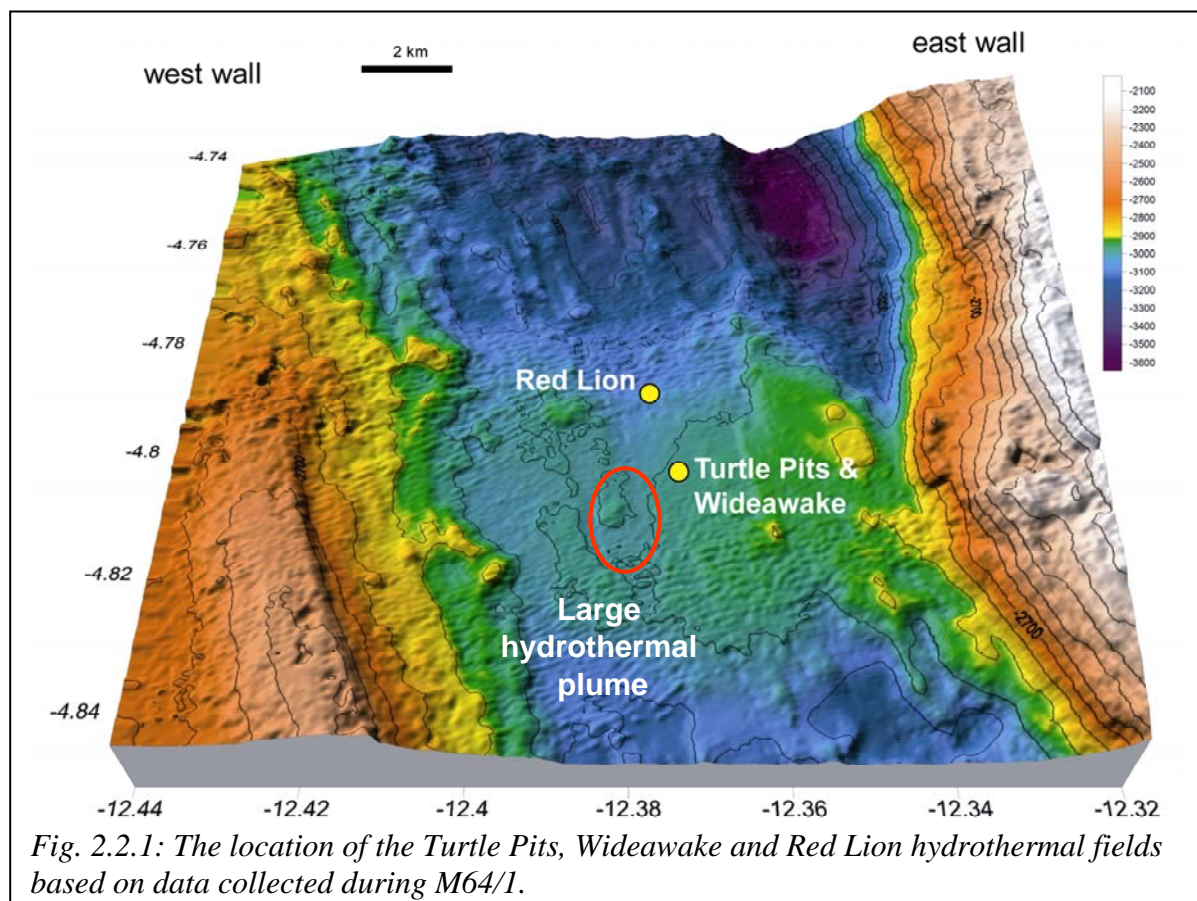 west wall
2 km
east wall
-2100
-2200
-2300
-2400
-2500
-2600
-2700
-2800
-2900
-3000
-3100
-3200
-3300
-3400
-3500
-3600
-4.74
-4.76
-4.78
-4.8
-4.82
-4.84
-2700
-2700
-2700
Red Lion
Turtle Pits &
Wideawake
Large
hydrothermal
plume
-12.44
-12.42
-12.4
-12.38
-12.36
-12.34
-12.32
Fig. 2.2.1: The location of the Turtle Pits, Wideawake and Red Lion hydrothermal fields
based on data collected during M64/1.